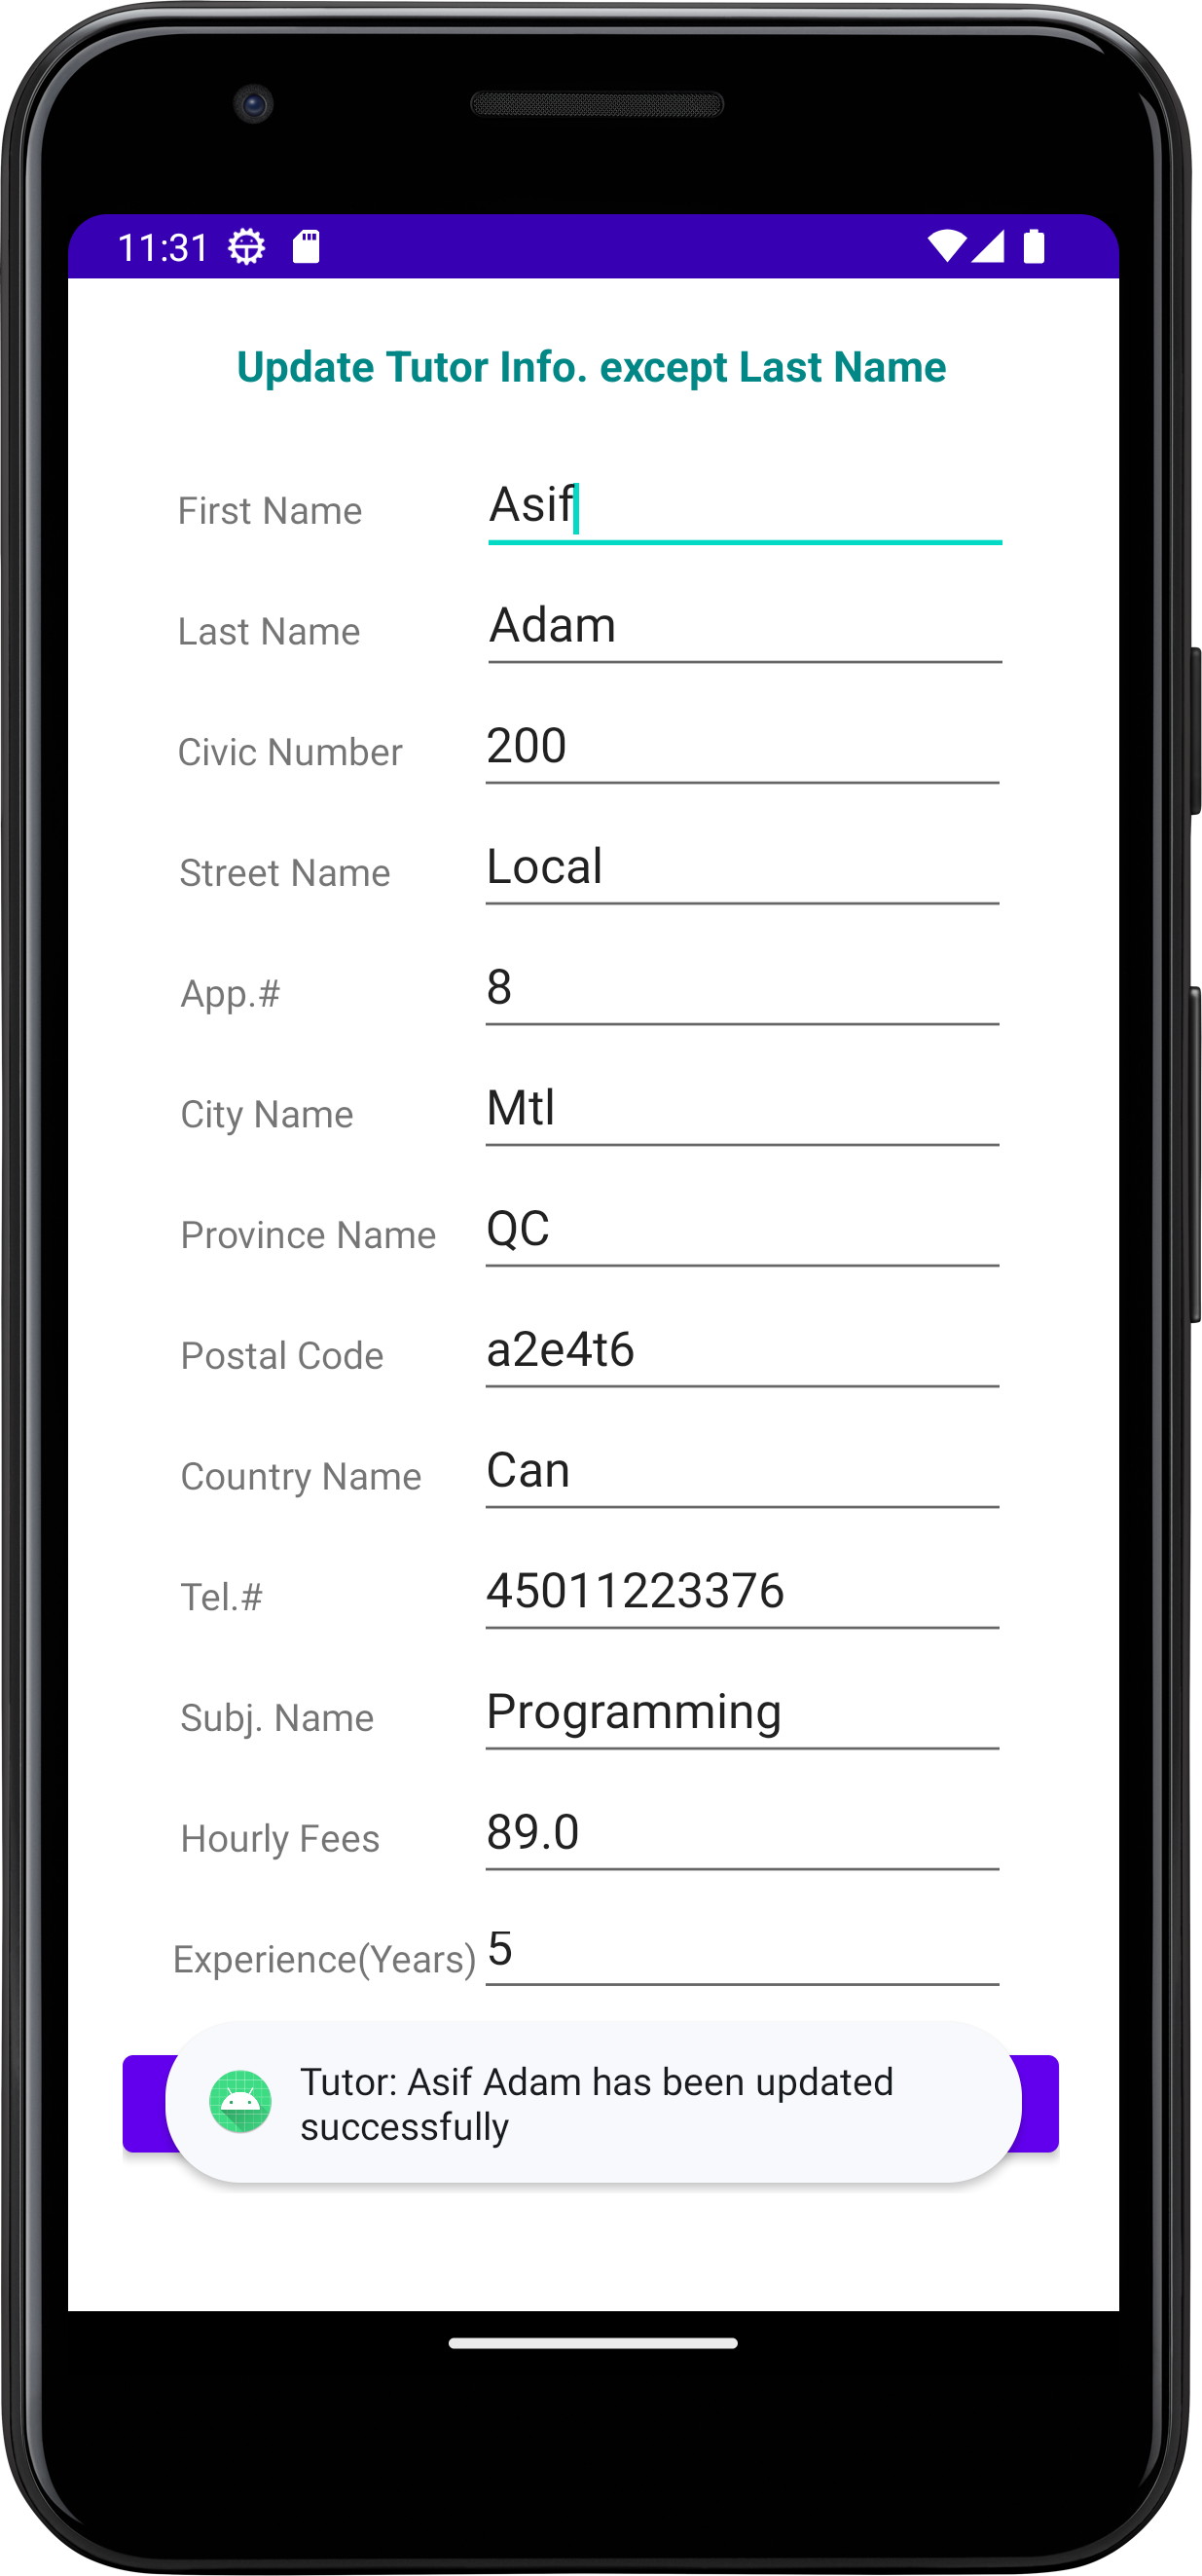 11:31
Update Tutor Info. except Last Name
First Name Asif
Last Name Adam
Civic Number 200
Street Name Local
App.# 8
City Name Mtl
Province Name QC
Postal Code a2e4t6
Country Name Can
Tel.# 45011223376
Subj. Name Programming
Hourly Fees 89.0
Experience(Years) 5
Tutor: Asif Adam has been updated
successfully